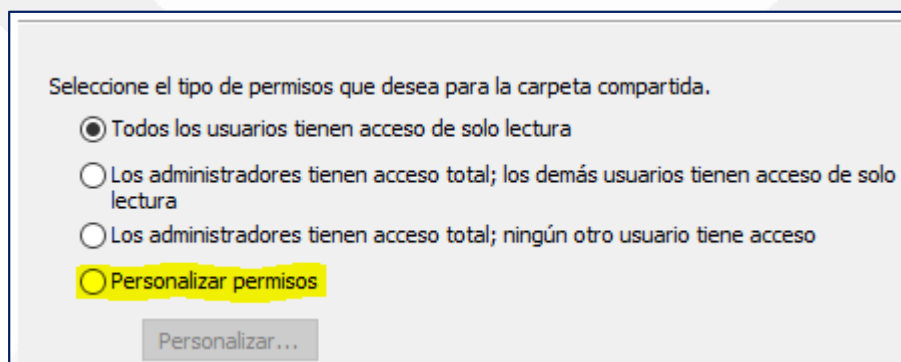 Seleccione el tipo de permisos que desea para la carpeta compartida.
Todos los usuarios tienen acceso de solo lectura
Los administradores tienen acceso total; los demás usuarios tienen acceso de solo
lectura
Los administradores tienen acceso total; ningún otro usuario tiene acceso
Personalizar permisos
Personalizar...